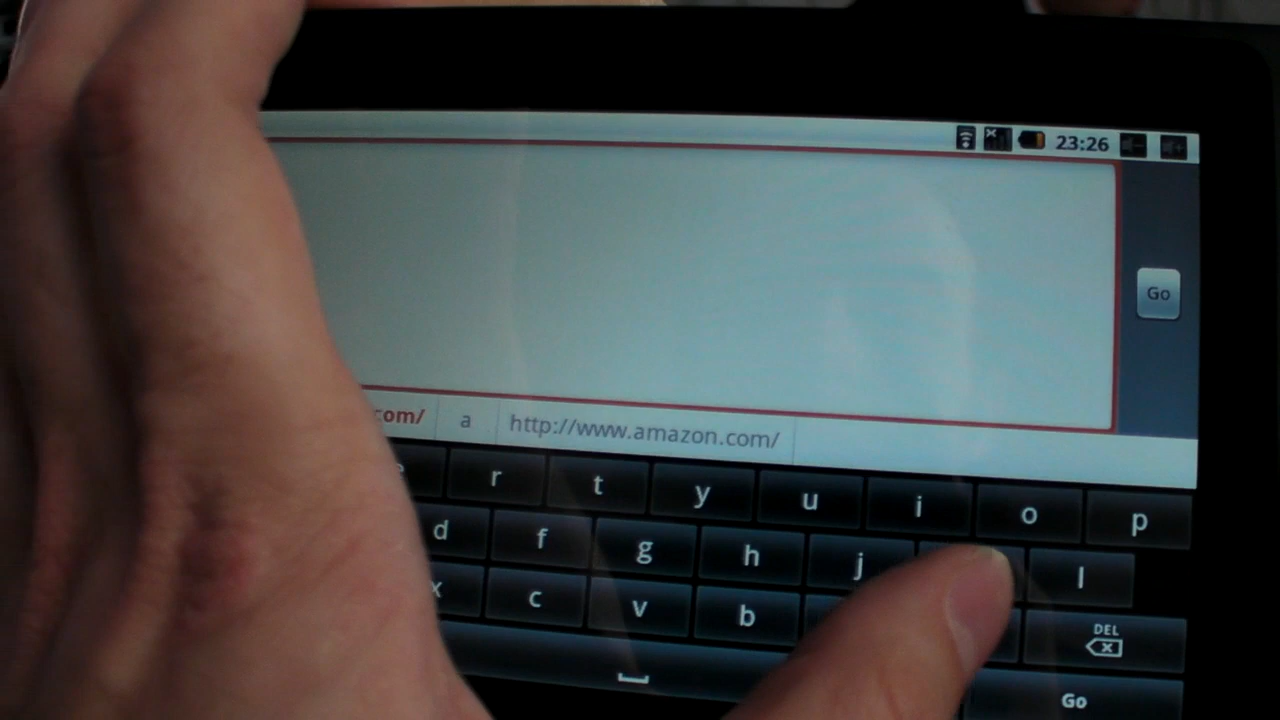 23:26
Go
com/ a http://www.amazon.com/
r t y u i o p
d f g h j l
x c v b DEL
Go